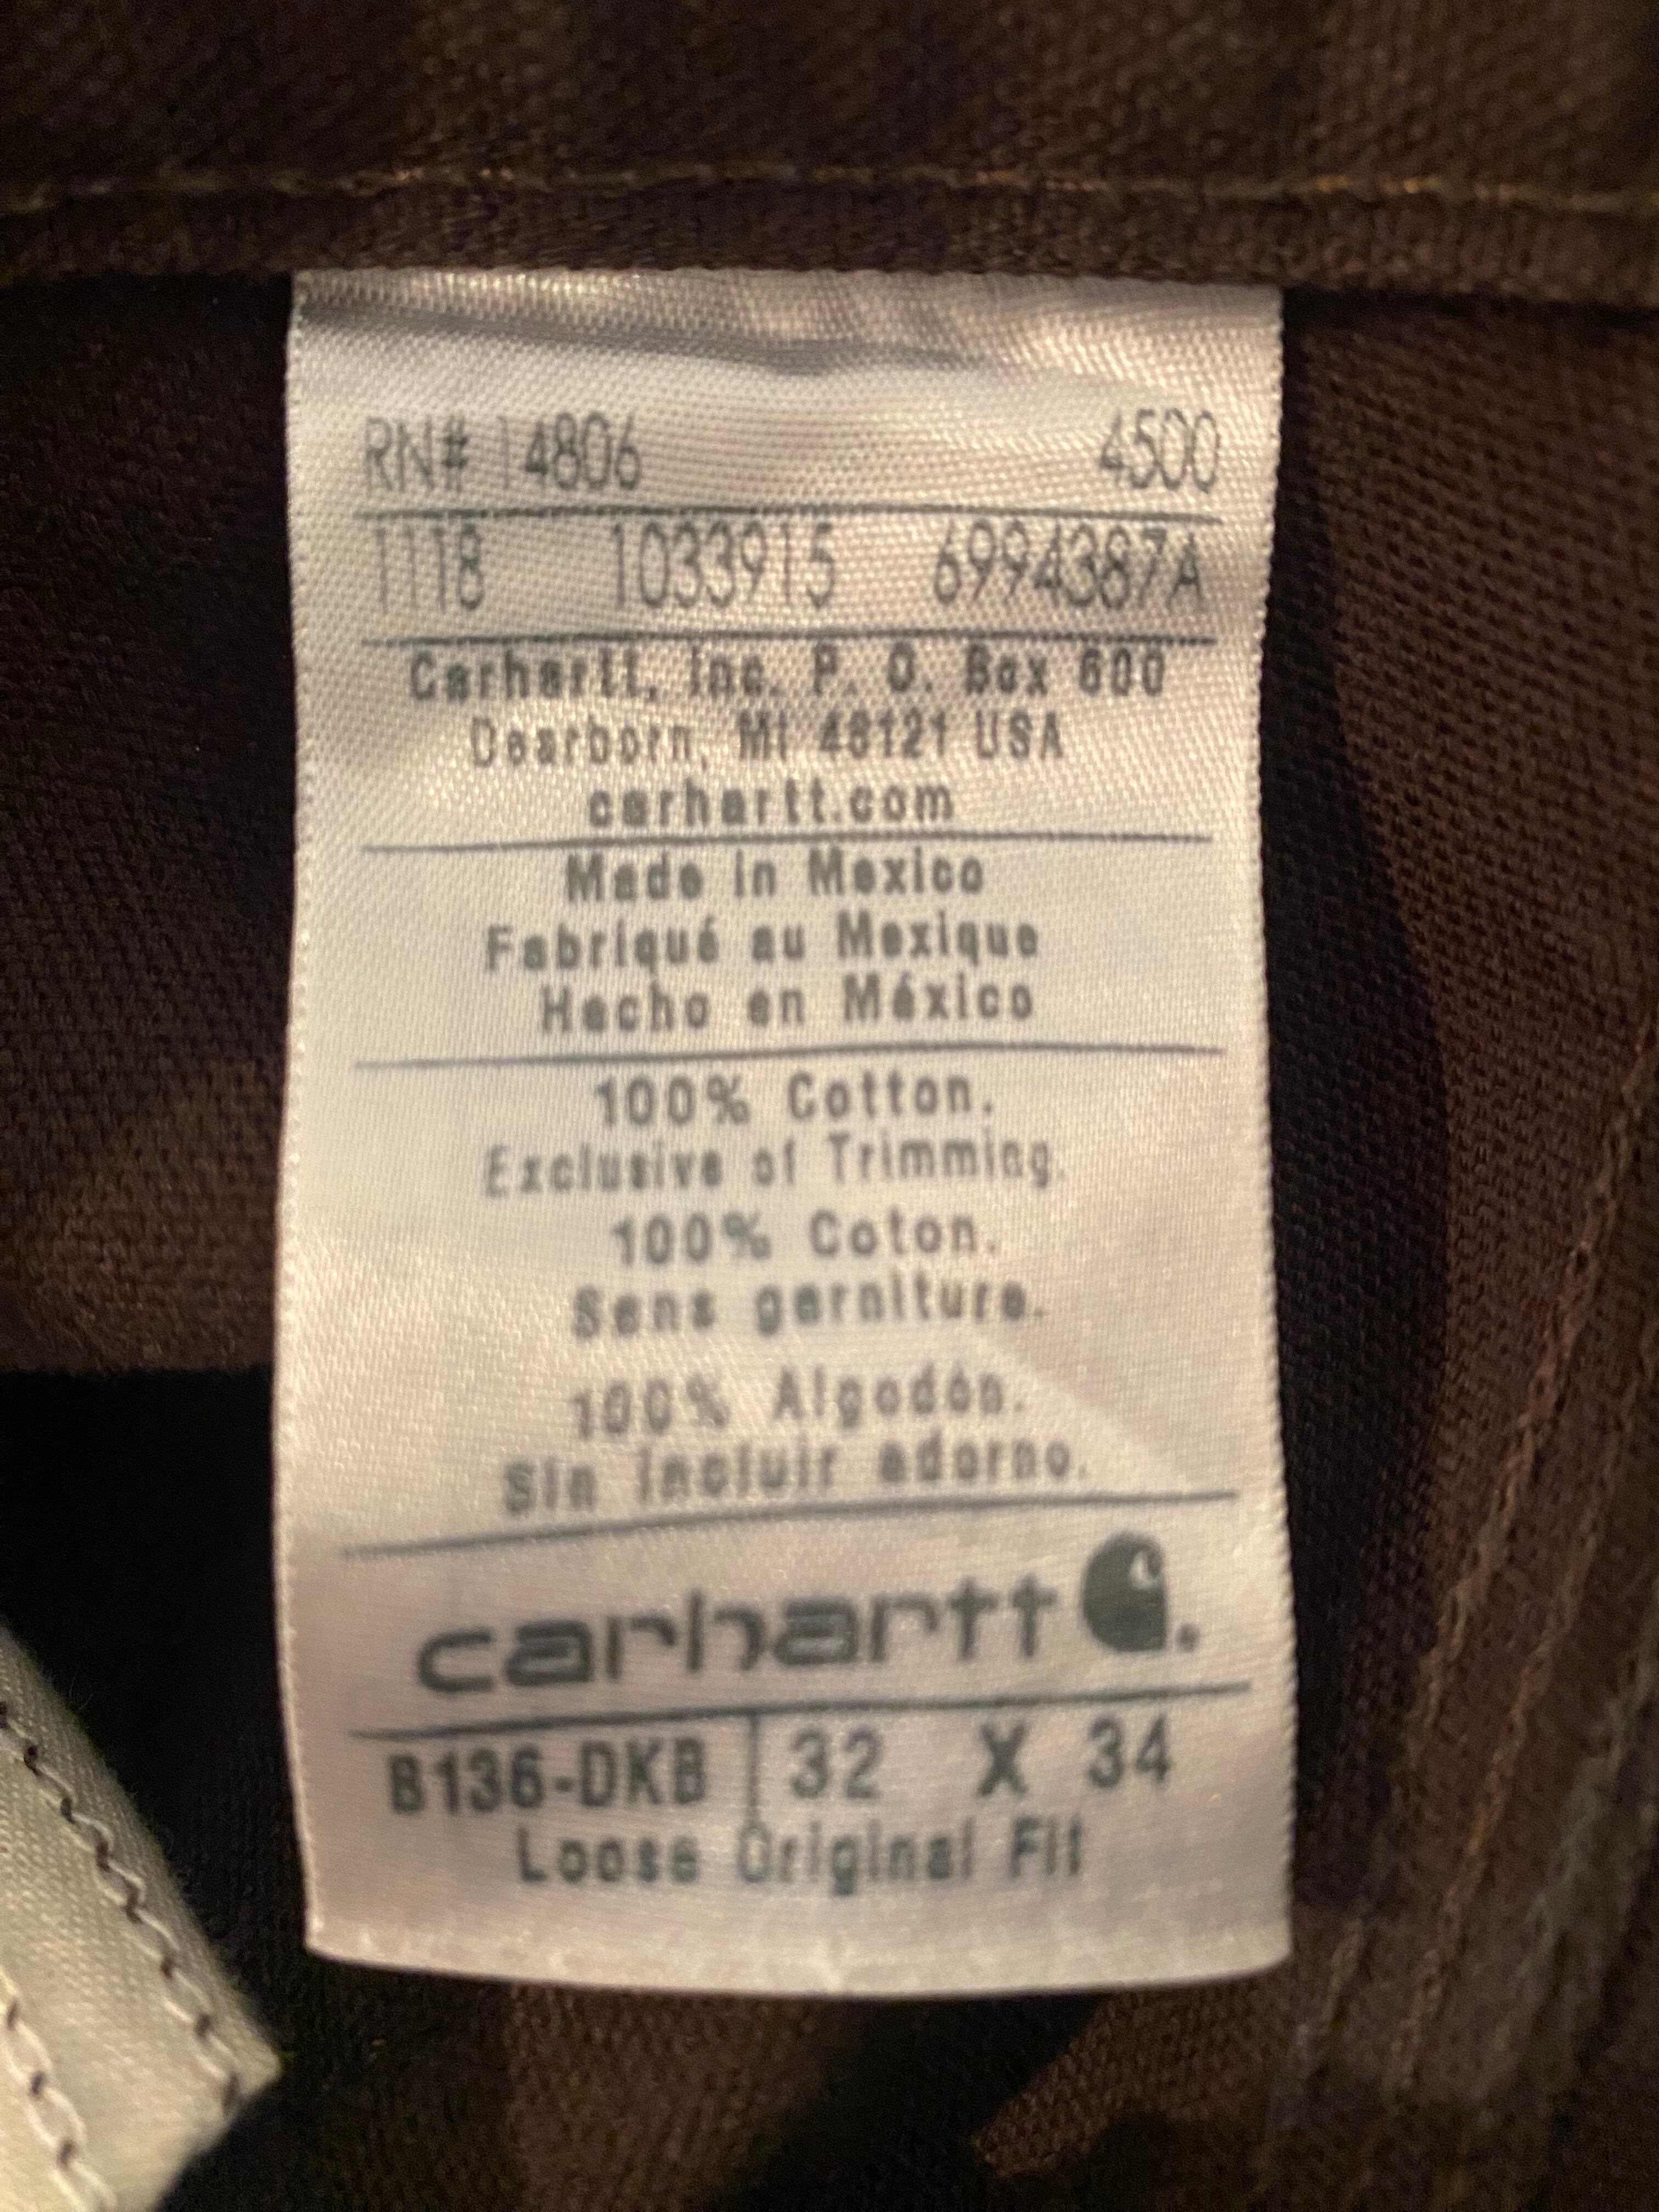 RN# 14806 4500
1118 1033915 6994387A
Carhartt, Inc. P. O. Box 600
Dearborn, MI 48121 USA
carhartt.com
Made in Mexico
Fabriqué au Mexique
Hecho en México
100% Cotton.
Exclusive of Trimming.
100% Coton.
Sans garniture.
100% Algodón.
Sin incluir adorno.
carhartt
B136-DKB 32 X 34
Loose Original Fit